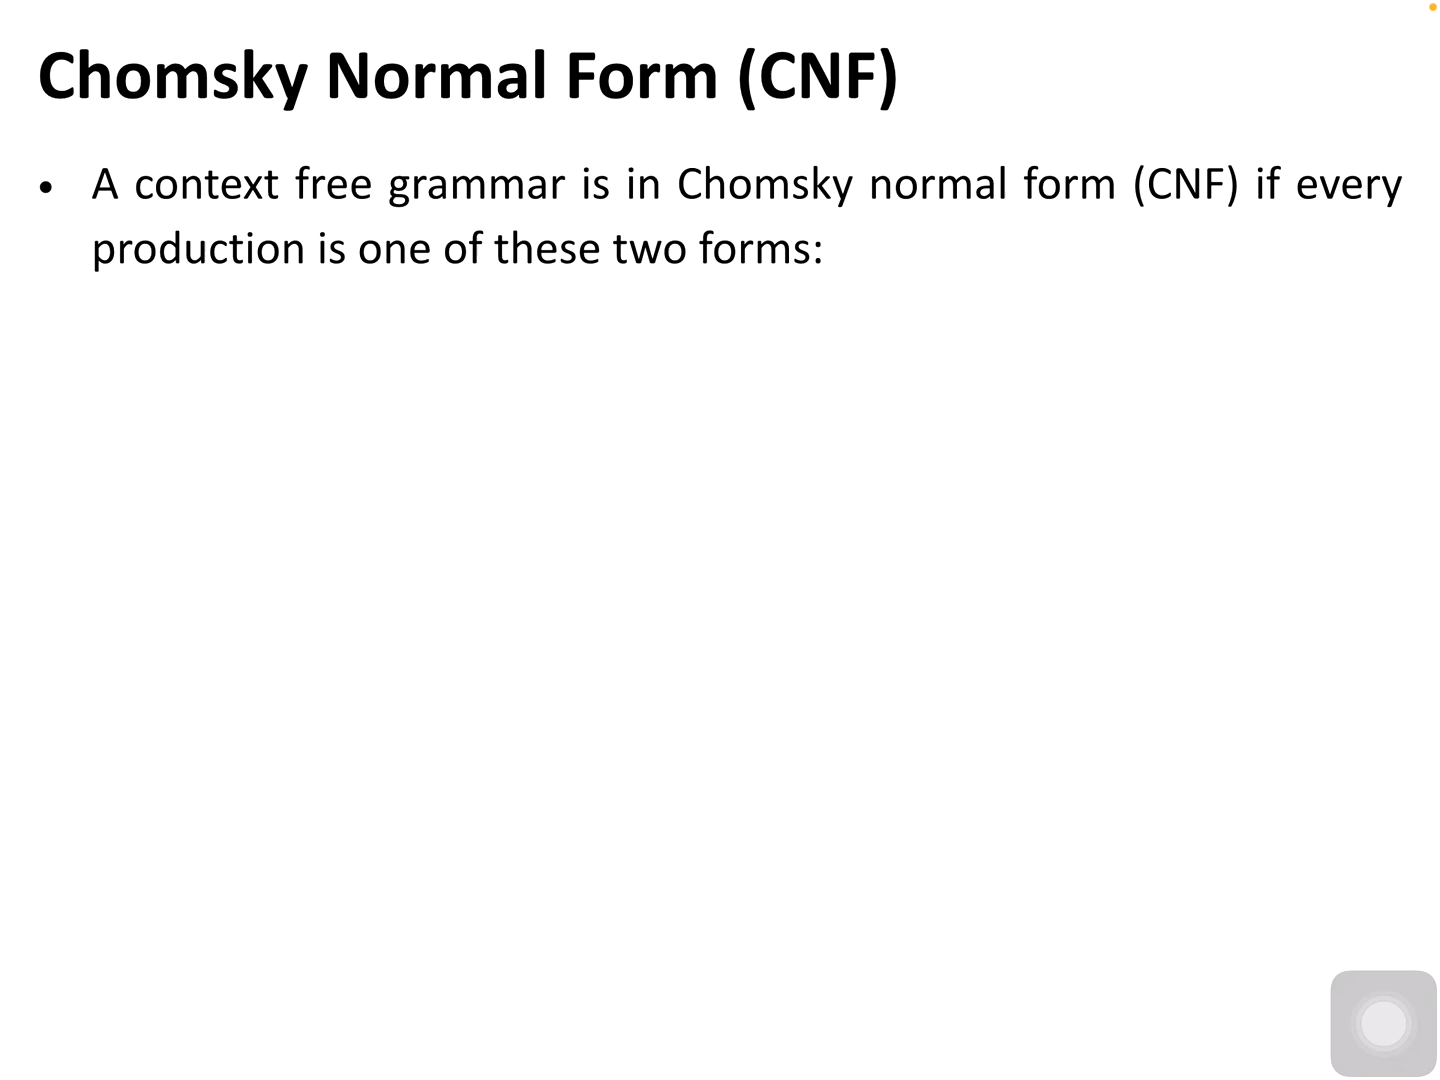 Chomsky Normal Form (CNF)
• A context free grammar is in Chomsky normal form (CNF) if every
production is one of these two forms: